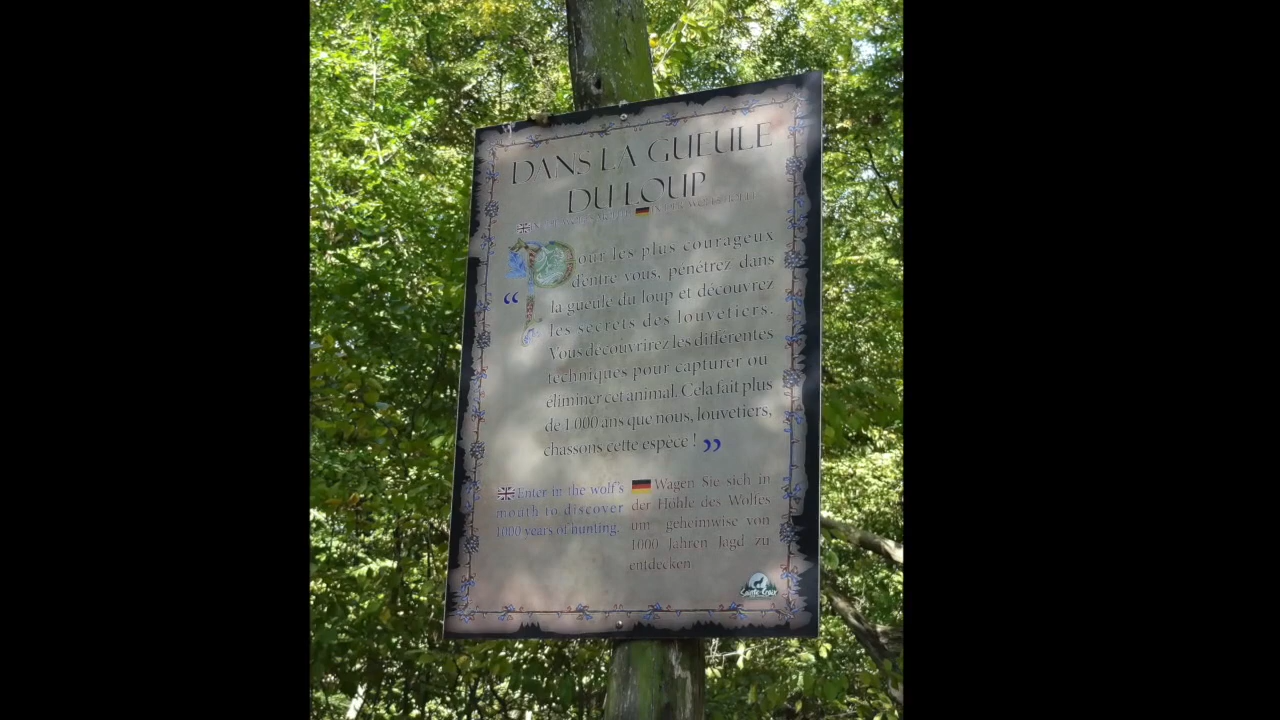 DANS LA GUEULE
DU LOUP
Pour les plus courageux
d'entre vous, penétrez dans
“ la gueule du loup et découvrez
les secrets des louvetiers.
Vous découvrirez les différentes
techniques pour capturer ou
éliminer cet animal. Cela fait plus
de 1 000 ans que nous, louvetiers,
chassons cette espèce ! ”
Enter in the wolf's
mouth to discover
1000 years of hunting.
Wagen Sie sich in
der Höhle des Wolfes
um geheimwise von
1000 Jahren Jagd zu
entdecken
Sainte-Croix